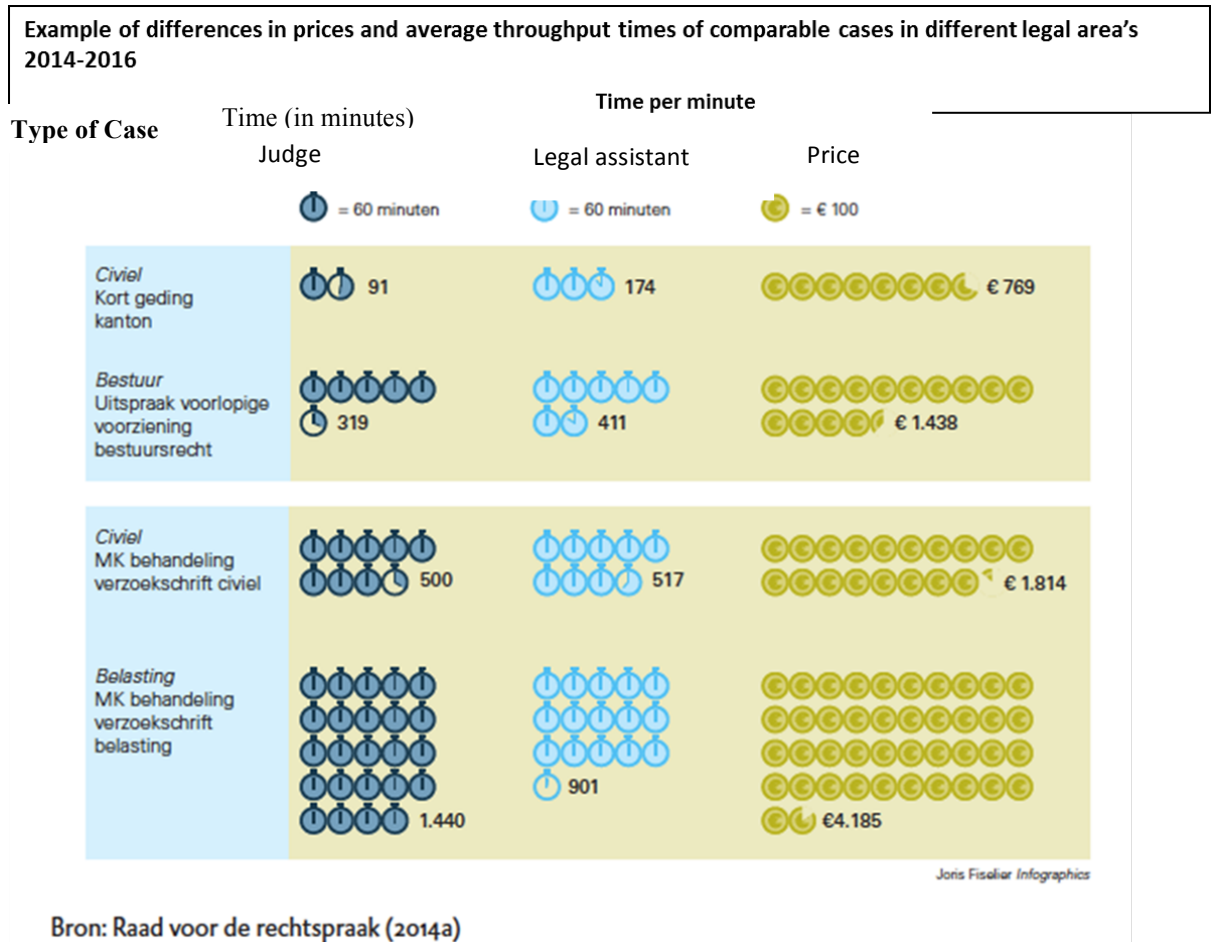 Example of differences in prices and average throughput times of comparable cases in different legal area’s
2014-2016
Time per minute
Type of Case
Time (in minutes)
Judge
Legal assistant
Price
= 60 minuten
= 60 minuten
= € 100
Civiel
Kort geding
kanton
91
174
€ 769
Bestuur
Uitspraak voorlopige
voorziening
bestuursrecht
319
411
€ 1.438
Civiel
MK behandeling
verzoekschrift civiel
500
517
€ 1.814
Belasting
MK behandeling
verzoekschrift
belasting
1.440
901
€4.185
Joris Fiselier Infographics
Bron: Raad voor de rechtspraak (2014a)